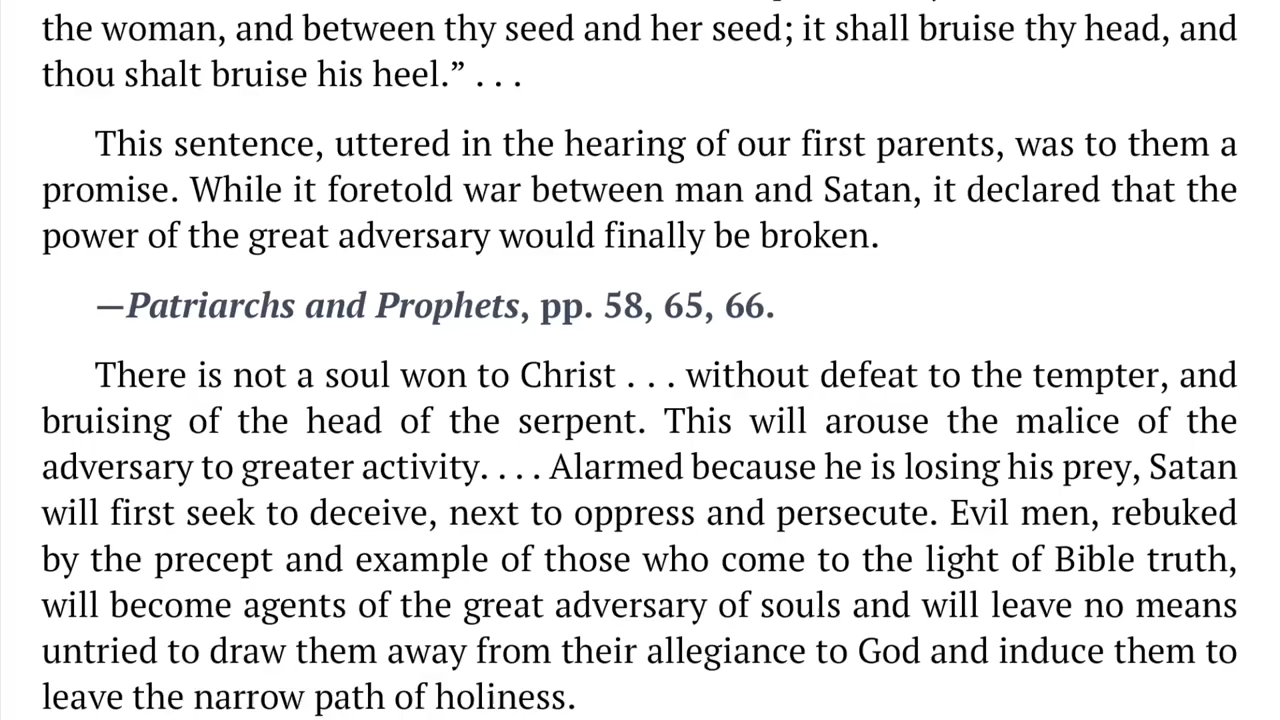 the woman, and between thy seed and her seed; it shall bruise thy head, and
thou shalt bruise his heel.” . . .
This sentence, uttered in the hearing of our first parents, was to them a
promise. While it foretold war between man and Satan, it declared that the
power of the great adversary would finally be broken.
—Patriarchs and Prophets, pp. 58, 65, 66.
There is not a soul won to Christ . . . without defeat to the tempter, and
bruising of the head of the serpent. This will arouse the malice of the
adversary to greater activity. . . . Alarmed because he is losing his prey, Satan
will first seek to deceive, next to oppress and persecute. Evil men, rebuked
by the precept and example of those who come to the light of Bible truth,
will become agents of the great adversary of souls and will leave no means
untried to draw them away from their allegiance to God and induce them to
leave the narrow path of holiness.